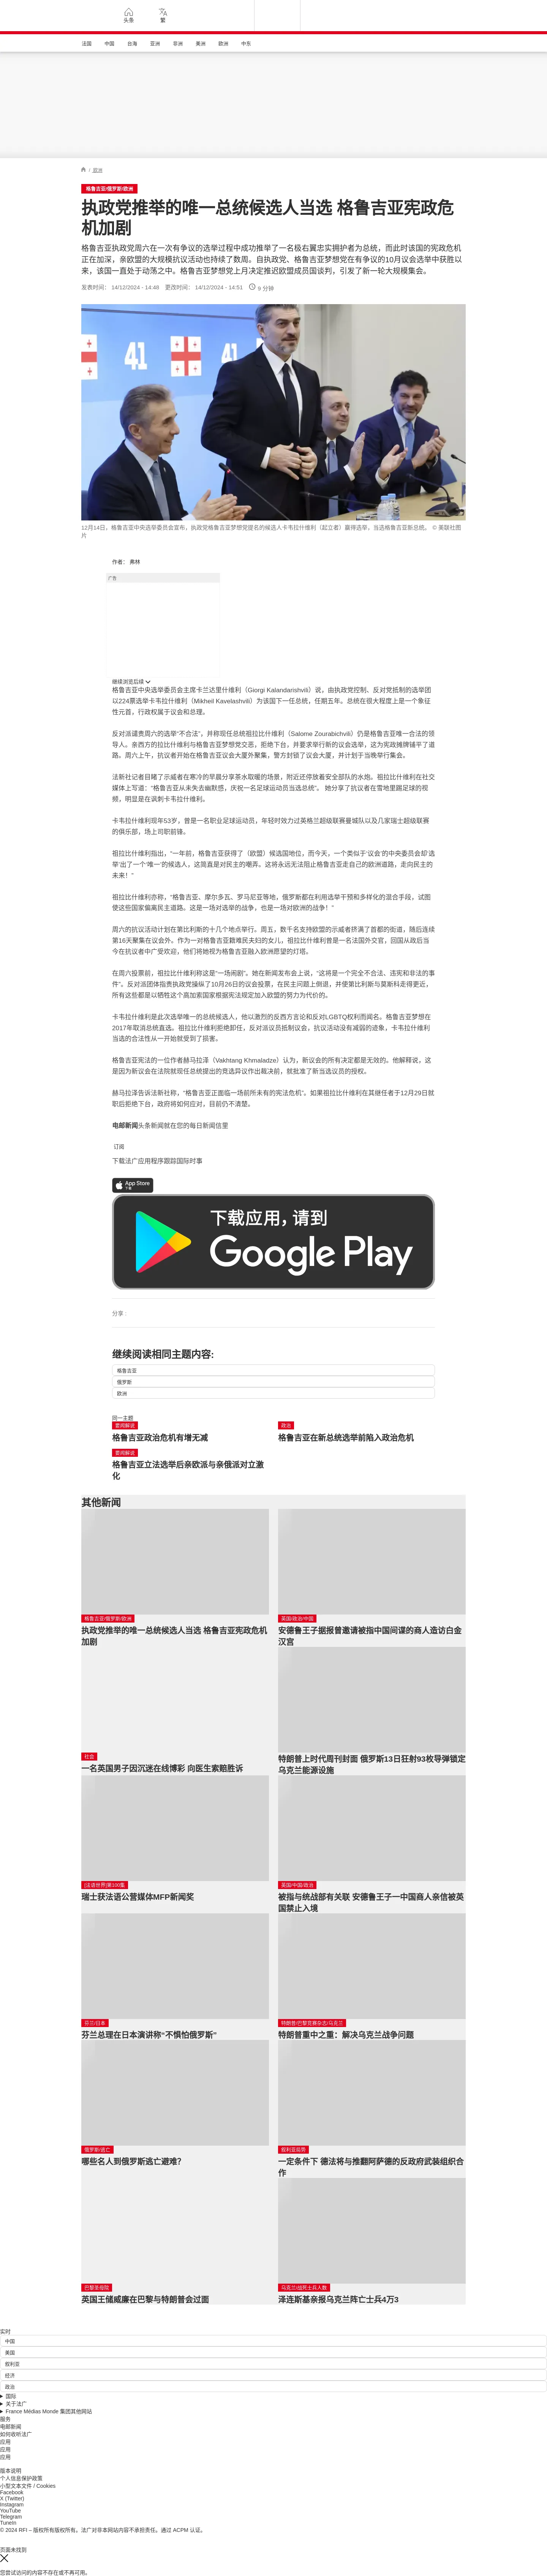 头条
繁
法国
中国
台海
亚洲
非洲
美洲
欧洲
中东
/ 欧洲
格鲁吉亚/俄罗斯/欧洲
执政党推举的唯一总统候选人当选 格鲁吉亚宪政危
机加剧
格鲁吉亚执政党周六在一次有争议的选举过程中成功推举了一名极右翼忠实拥护者为总统，而此时该国的宪政危机
正在加深，亲欧盟的大规模抗议活动也持续了数周。自执政党、格鲁吉亚梦想党在有争议的10月议会选举中获胜以
来，该国一直处于动荡之中。格鲁吉亚梦想党上月决定推迟欧盟成员国谈判，引发了新一轮大规模集会。
发表时间： 14/12/2024 - 14:48 更改时间： 14/12/2024 - 14:51 6 分钟
12月14日，格鲁吉亚中央选举委员会宣布，执政党格鲁吉亚梦想党提名的候选人卡韦拉什维利（起立者）赢得选举，当选格鲁吉亚新总统。 © 美联社图
片
作者： 弗林
广告
继续浏览后续
格鲁吉亚中央选举委员会主席卡兰达里什维利（Giorgi Kalandarishvili）说，由执政党控制、反对党抵制的选举团
以224票选举卡韦拉什维利（Mikheil Kavelashvili）为该国下一任总统，任期五年。总统在很大程度上是一个象征
性元首，行政权属于议会和总理。
反对派谴责周六的选举“不合法”，并称现任总统祖拉比什维利（Salome Zourabichvili）仍是格鲁吉亚唯一合法的领
导人。亲西方的祖拉什维利与格鲁吉亚梦想党交恶，拒绝下台，并要求举行新的议会选举，这为宪政摊牌铺平了道
路。周六上午，抗议者开始在格鲁吉亚议会大厦外聚集，警方封锁了议会大厦，并计划于当晚举行集会。
法新社记者目睹了示威者在寒冷的早晨分享茶水取暖的场景，附近还停放着安全部队的水炮。祖拉比什维利在社交
媒体上写道：“格鲁吉亚从未失去幽默感，庆祝一名足球运动员当选总统”。 她分享了抗议者在雪地里踢足球的视
频，明显是在讽刺卡韦拉什维利。
卡韦拉什维利现年53岁，曾是一名职业足球运动员，年轻时效力过英格兰超级联赛曼城队以及几家瑞士超级联赛
的俱乐部，场上司职前锋。
祖拉比什维利指出，“一年前，格鲁吉亚获得了（欧盟）候选国地位，而今天，一个类似于‘议会’的中央委员会却‘选
举’出了一个‘唯一’的候选人，这简直是对民主的嘲弄。这将永远无法阻止格鲁吉亚走自己的欧洲道路，走向民主的
未来！”
祖拉比什维利亦称，“格鲁吉亚、摩尔多瓦、罗马尼亚等地，俄罗斯都在利用选举干预和多样化的混合手段，试图
使这些国家偏离民主道路。这是一场对选举的战争，也是一场对欧洲的战争！”
周六的抗议活动计划在第比利斯的十几个地点举行。周五，数千名支持欧盟的示威者挤满了首都的街道，随后连续
第16天聚集在议会外。作为一对格鲁吉亚籍难民夫妇的女儿，祖拉比什维利曾是一名法国外交官，回国从政后当
今在抗议者中广受欢迎，他们将她视为格鲁吉亚融入欧洲愿望的灯塔。
在周六投票前，祖拉比什维利称这是“一场闹剧”。她在新闻发布会上说，“这将是一个完全不合法、违宪和非法的事
件”。反对派团体指责执政党操纵了10月26日的议会投票，在民主问题上倒退，并使第比利斯与莫斯科走得更近，
所有这些都是以牺牲这个高加索国家根据宪法规定加入欧盟的努力为代价的。
卡韦拉什维利是此次选举唯一的总统候选人，他以激烈的反西方言论和反对LGBTQ权利而闻名。格鲁吉亚梦想在
2017年取消总统直选。祖拉比什维利拒绝卸任，反对派议员抵制议会，抗议活动没有减弱的迹象，卡韦拉什维利
当选的合法性从一开始就受到了损害。
格鲁吉亚宪法的一位作者赫马拉泽（Vakhtang Khmaladze）认为，新议会的所有决定都是无效的。他解释说，这
是因为新议会在法院就现任总统提出的竞选异议作出裁决前，就批准了新当选议员的授权。
赫马拉泽告诉法新社称，“格鲁吉亚正面临一场前所未有的宪法危机”。如果祖拉比什维利在其继任者于12月29日就
职后拒绝下台，政府将如何应对，目前仍不清楚。
电邮新闻头条新闻就在您的每日新闻信里
订阅
下载法广应用程序跟踪国际时事
App Store
下载
下载应用，请到
Google Play
分享 :
继续阅读相同主题内容:
格鲁吉亚
俄罗斯
欧洲
同一主题
要闻解说
格鲁吉亚政治危机有增无减
政治
格鲁吉亚在新总统选举前陷入政治危机
要闻解说
格鲁吉亚立法选举后亲欧派与亲俄派对立激
化
其他新闻
格鲁吉亚/俄罗斯/欧洲
执政党推举的唯一总统候选人当选 格鲁吉亚宪政危机
加剧
英国/政治/中国
安德鲁王子据报曾邀请被指中国间谍的商人造访白金
汉宫
社会
一名英国男子因沉迷在线博彩 向医生索赔胜诉
特朗普上时代周刊封面 俄罗斯13日狂射93枚导弹锁定
乌克兰能源设施
[法读世界]第100集
瑞士获法语公营媒体MFP新闻奖
英国/中国/政治
被指与统战部有关联 安德鲁王子一中国商人亲信被英
国禁止入境
芬兰/日本
芬兰总理在日本演讲称“不惧怕俄罗斯”
特朗普/巴黎竞赛杂志/乌克兰
特朗普重中之重：解决乌克兰战争问题
俄罗斯/逃亡
哪些名人到俄罗斯逃亡避难?
叙利亚局势
一定条件下 德法将与推翻阿萨德的反政府武装组织合
作
巴黎圣母院
英国王储威廉在巴黎与特朗普会过面
乌克兰/战死士兵人数
泽连斯基亲报乌克兰阵亡士兵4万3
实时
中国
美国
叙利亚
经济
政治
国际
关于法广
France Médias Monde 集团其他网站
服务
电邮新闻
如何收听法广
应用
应用
应用
版本说明
个人信息保护政策
小型文本文件 / Cookies
Facebook
X (Twitter)
Instagram
YouTube
Telegram
TuneIn
© 2024 RFI – 版权所有版权所有。法广对非本网站内容不承担责任。通过 ACPM 认证。
页面未找到
您尝试访问的内容不存在或不再可用。